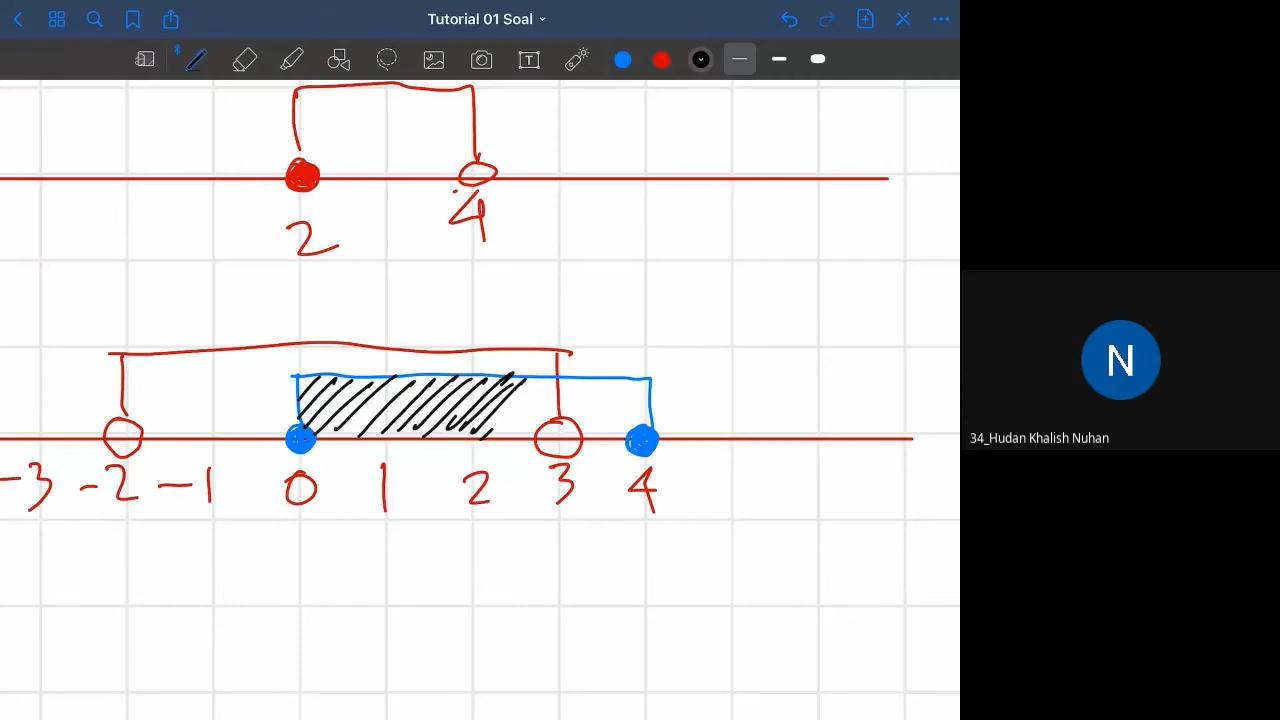 Tutorial 01 Soal
T
2 4
-3 -2 -1 0 1 2 3 4
N
34_Hudan Khalish Nuhan